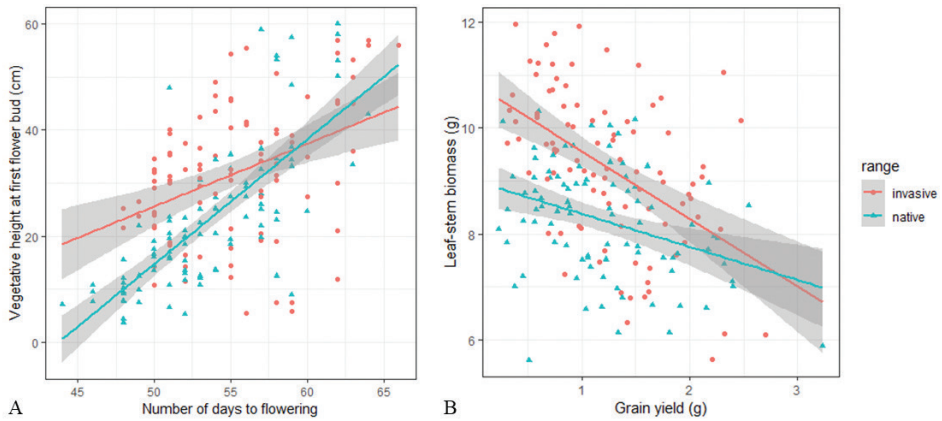 Vegetative height at first flower bud (cm)
60
40
20
0
45
50
55
60
65
Number of days to flowering
A
Leaf-stem biomass (g)
12
10
8
6
1
2
3
Grain yield (g)
B
range
invasive
native